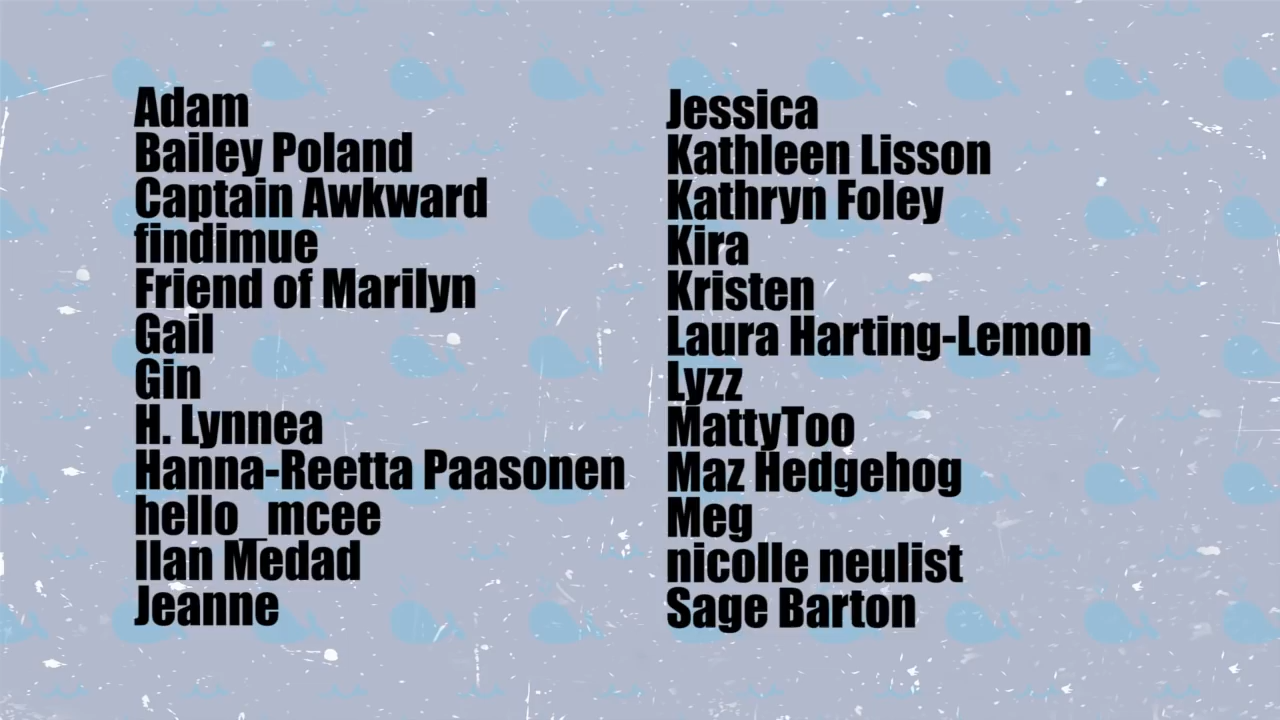 Adam
Bailey Poland
Captain Awkward
findimue
Friend of Marilyn
Gail
Gin
H. Lynnea
Hanna-Reetta Paasonen
hello_mcee
Ilan Medad
Jeanne
Jessica
Kathleen Lisson
Kathryn Foley
Kira
Kristen
Laura Harting-Lemon
Lyzz
MattyToo
Maz Hedgehog
Meg
nicolle neulist
Sage Barton